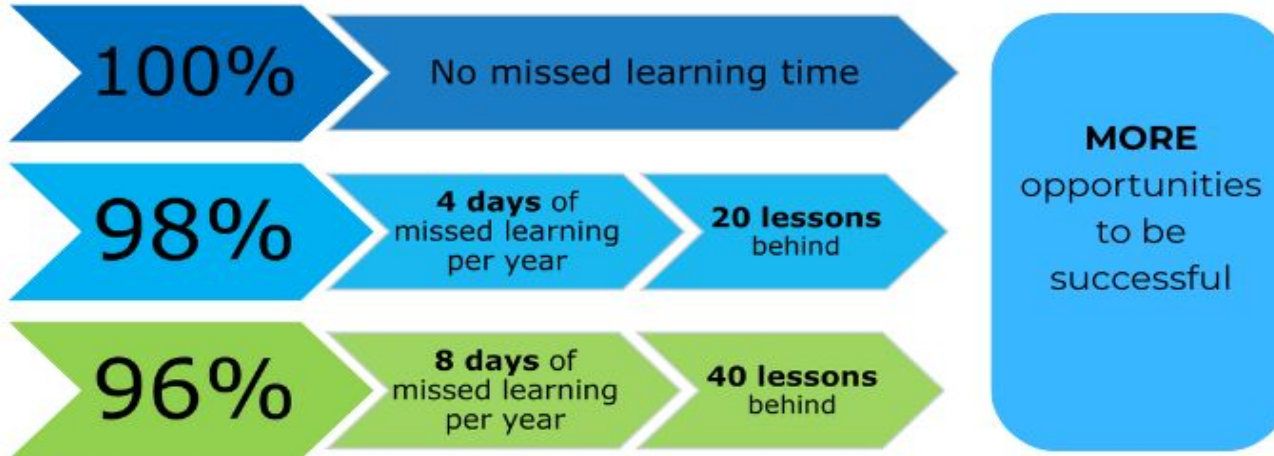 100%
No missed learning time
98%
4 days of
missed learning
per year
20 lessons
behind
96%
8 days of
missed learning
per year
40 lessons
behind
MORE
opportunities
to be
successful